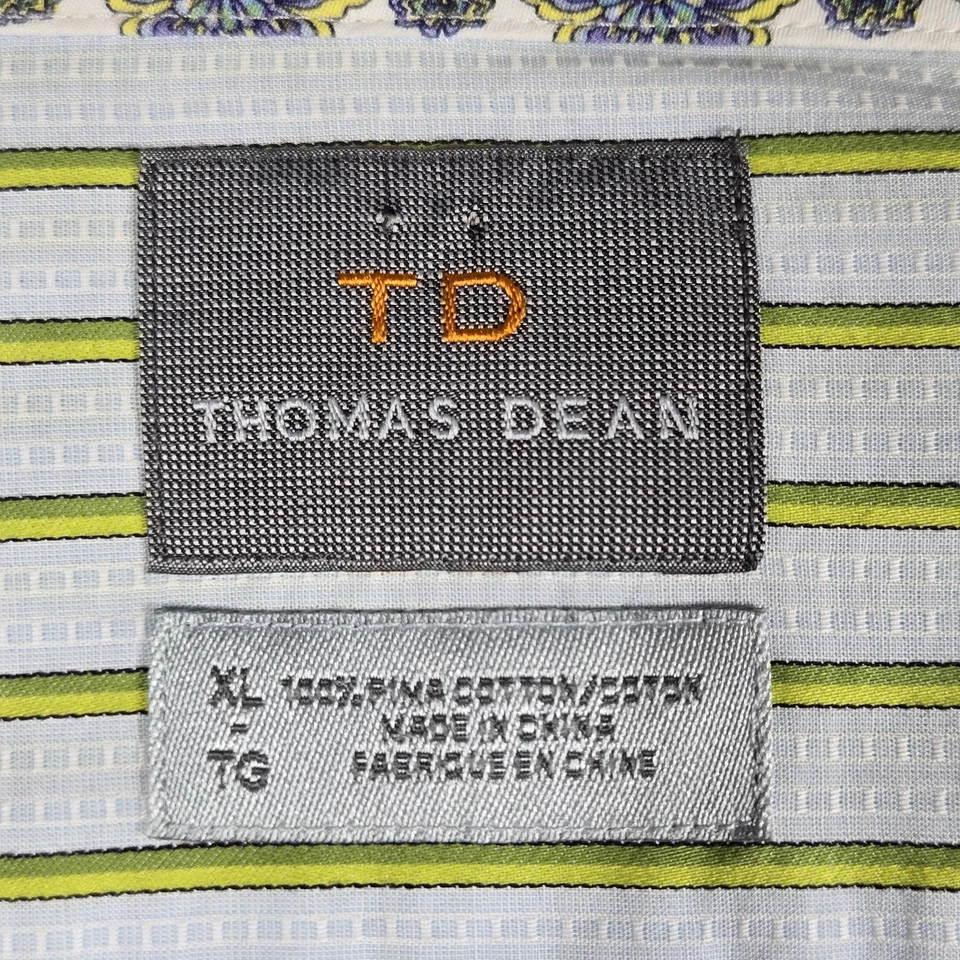 TD
THOMAS DEAN
XL 100% PIMA COTTON/COTON
- MADE IN CHINA
TG FABRIQUE EN CHINE